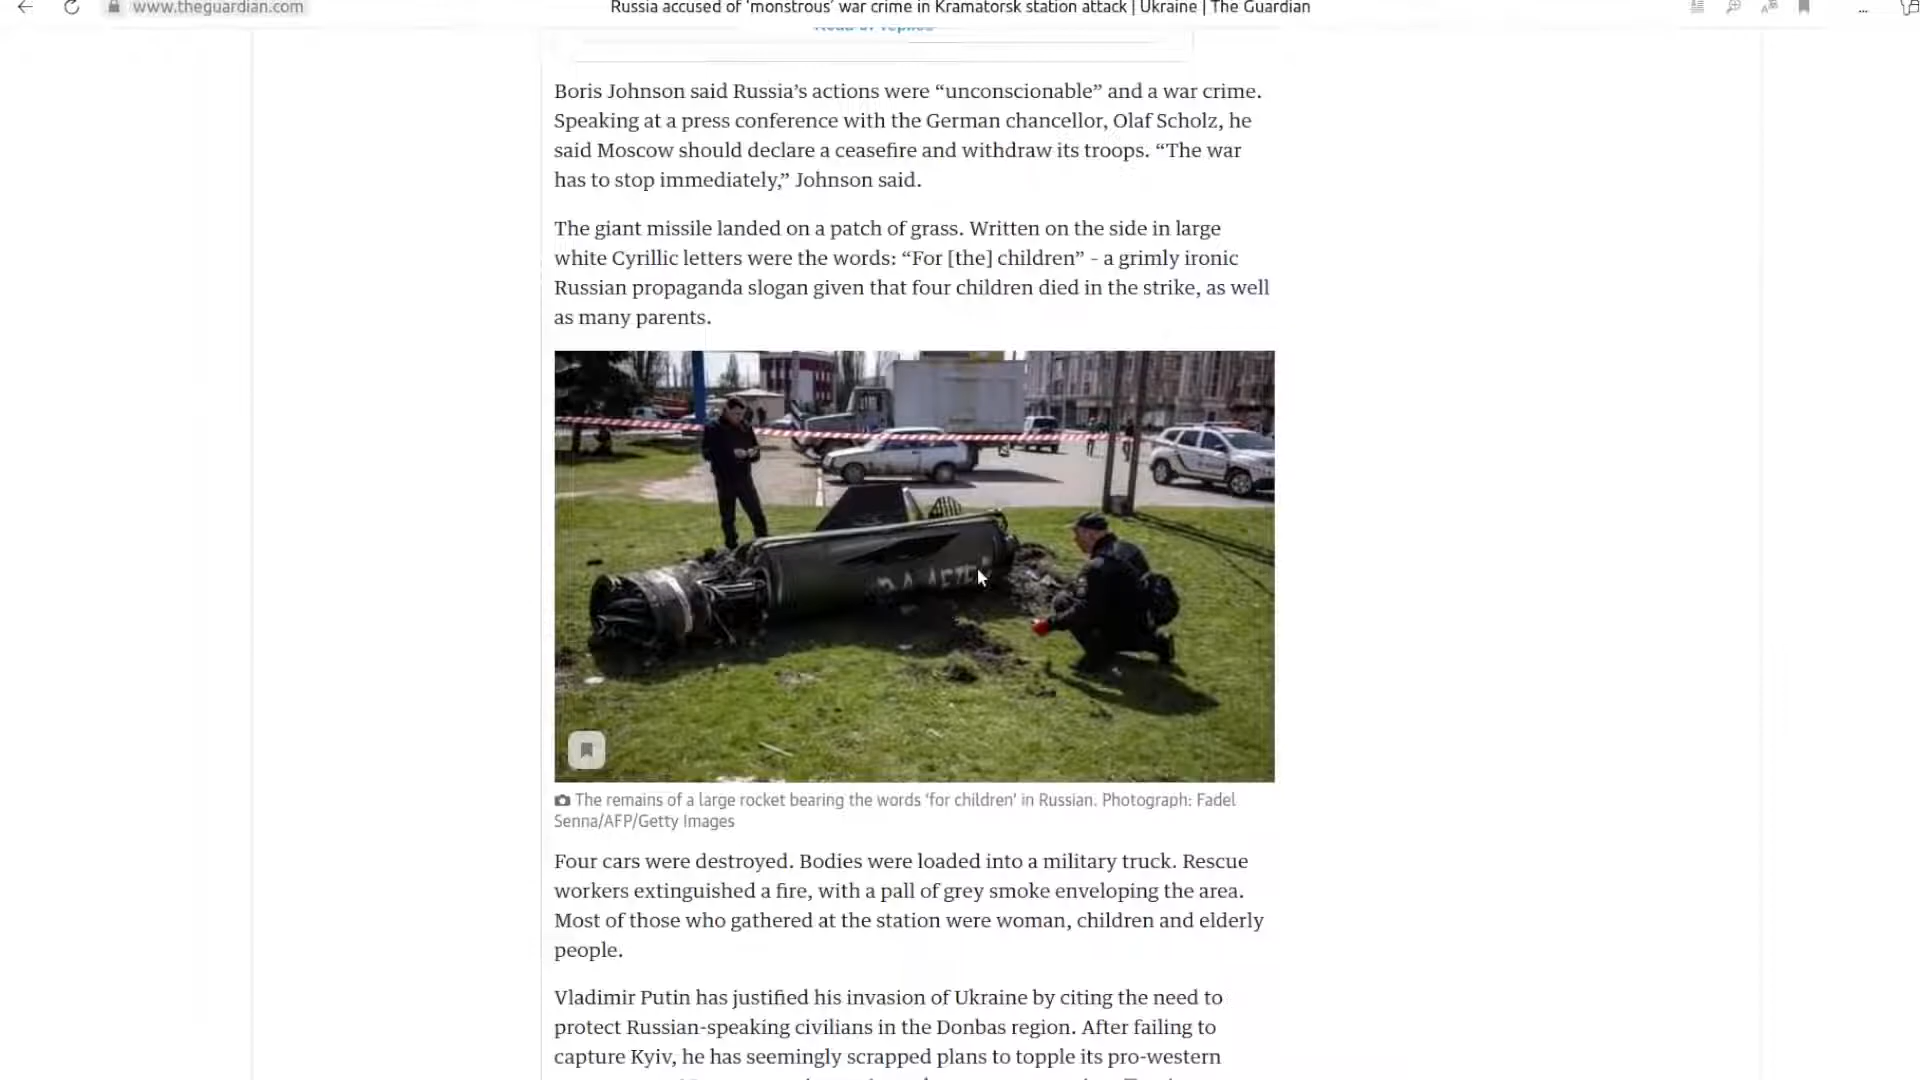 www.theguardian.com
Russia accused of ‘monstrous’ war crime in Kramatorsk station attack | Ukraine | The Guardian
Boris Johnson said Russia’s actions were “unconscionable” and a war crime.
Speaking at a press conference with the German chancellor, Olaf Scholz, he
said Moscow should declare a ceasefire and withdraw its troops. “The war
has to stop immediately,” Johnson said.
The giant missile landed on a patch of grass. Written on the side in large
white Cyrillic letters were the words: “For [the] children” - a grimly ironic
Russian propaganda slogan given that four children died in the strike, as well
as many parents.
The remains of a large rocket bearing the words ‘for children’ in Russian. Photograph: Fadel
Senna/AFP/Getty Images
Four cars were destroyed. Bodies were loaded into a military truck. Rescue
workers extinguished a fire, with a pall of grey smoke enveloping the area.
Most of those who gathered at the station were woman, children and elderly
people.
Vladimir Putin has justified his invasion of Ukraine by citing the need to
protect Russian-speaking civilians in the Donbas region. After failing to
capture Kyiv, he has seemingly scrapped plans to topple its pro-western